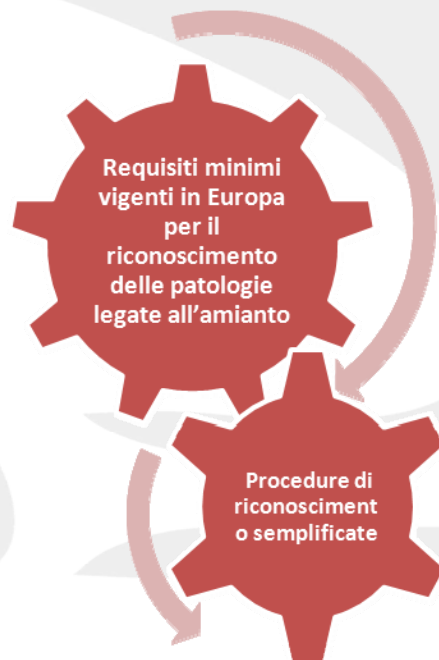 Requisiti minimi
vigenti in Europa
per il
riconoscimento
delle patologie
legate all'amianto
Procedure di
riconosciment
o semplificate